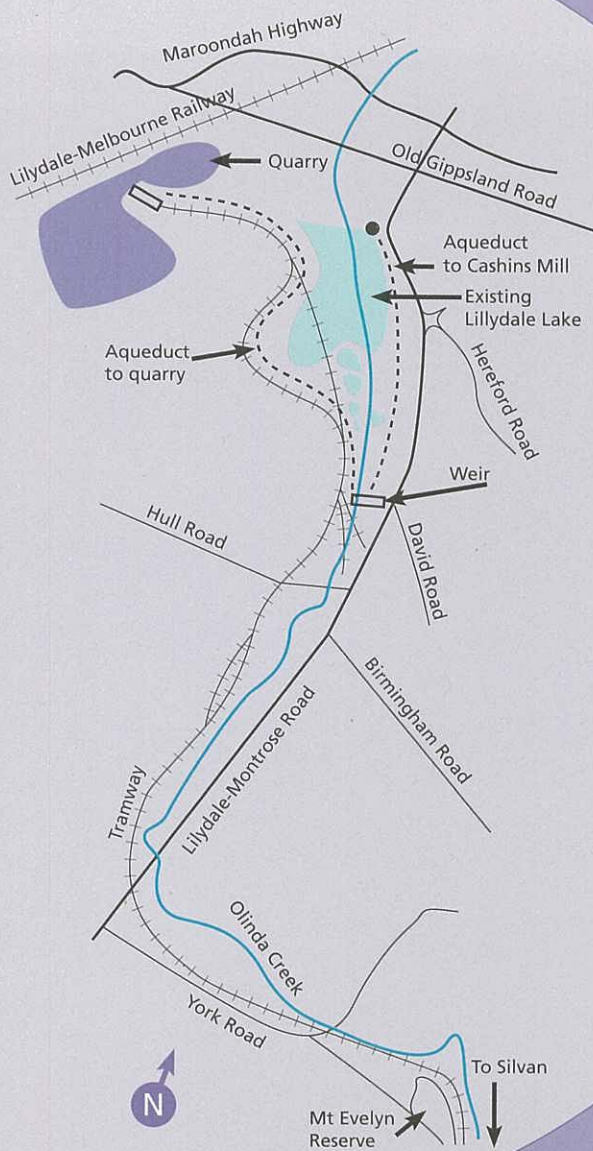 Maroondah Highway
Lilydale-Melbourne Railway
Quarry
Old Gippsland Road
Aqueduct
to Cashins Mill
Existing
Lillydale Lake
Aqueduct
to quarry
Hereford Road
Weir
Hull Road
David Road
Birmingham Road
Lilydale-Montrose Road
Tramway
Olinda Creek
York Road
To Silvan
N
Mt Evelyn
Reserve